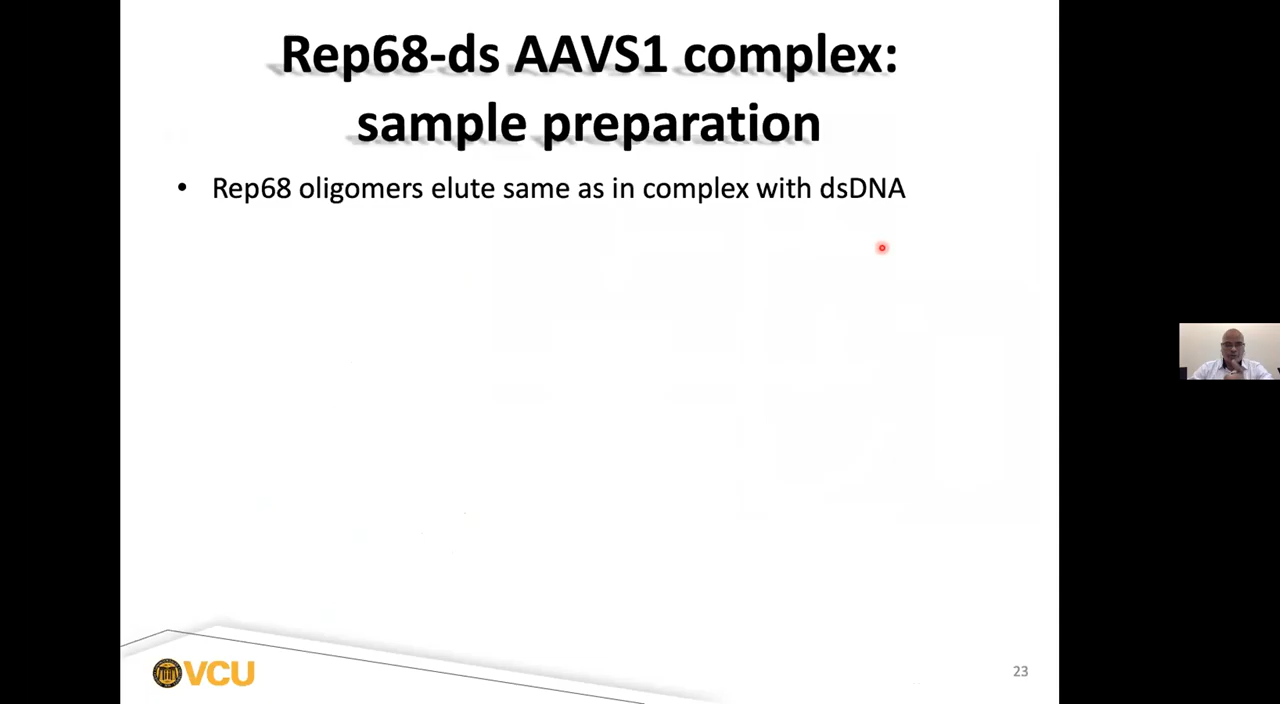 Rep68-ds AAVS1 complex:
sample preparation
• Rep68 oligomers elute same as in complex with dsDNA
VCU
23